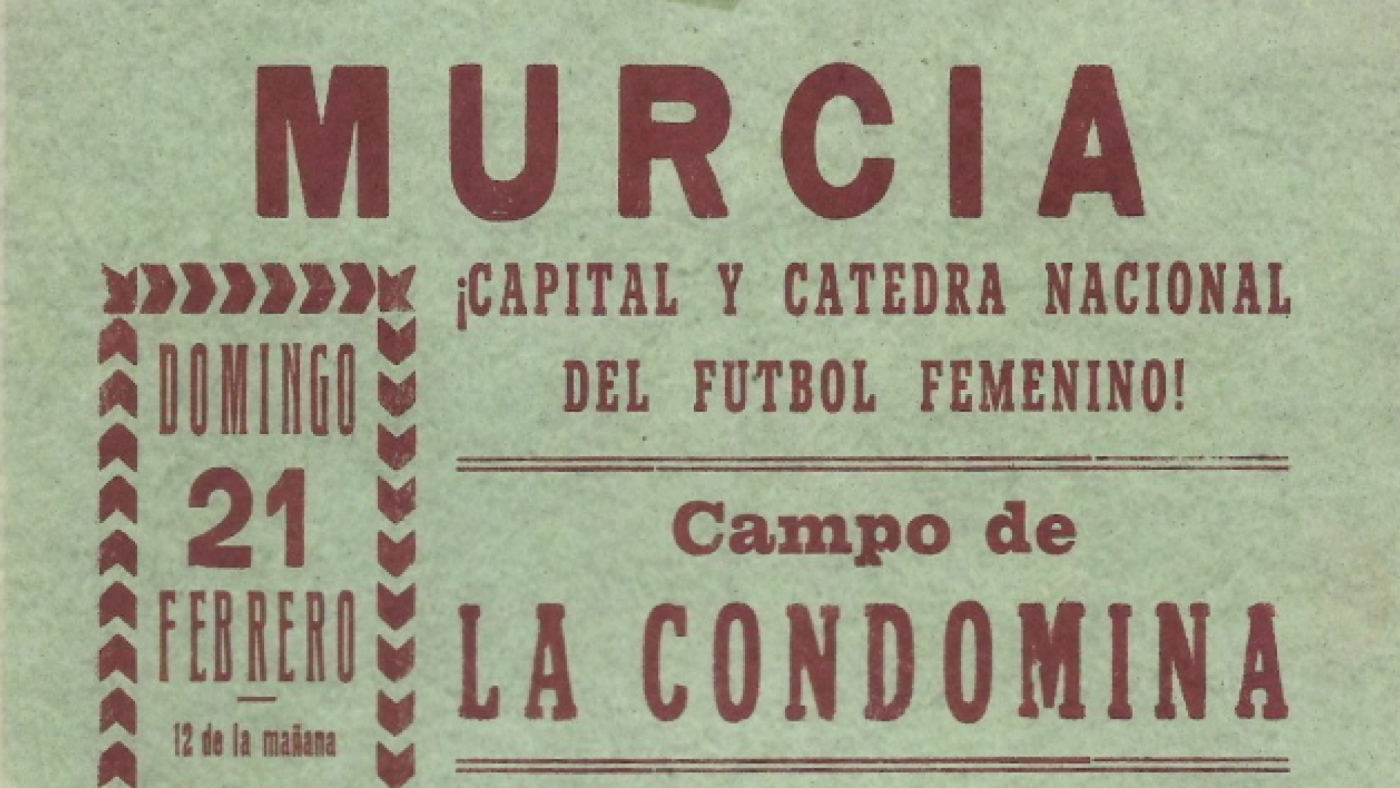 MURCIA
¡CAPITAL Y CATEDRA NACIONAL
DEL FUTBOL FEMENINO!
DOMINGO
21
FEBRERO
12 de la mañana
Campo de
LA CONDOMINA